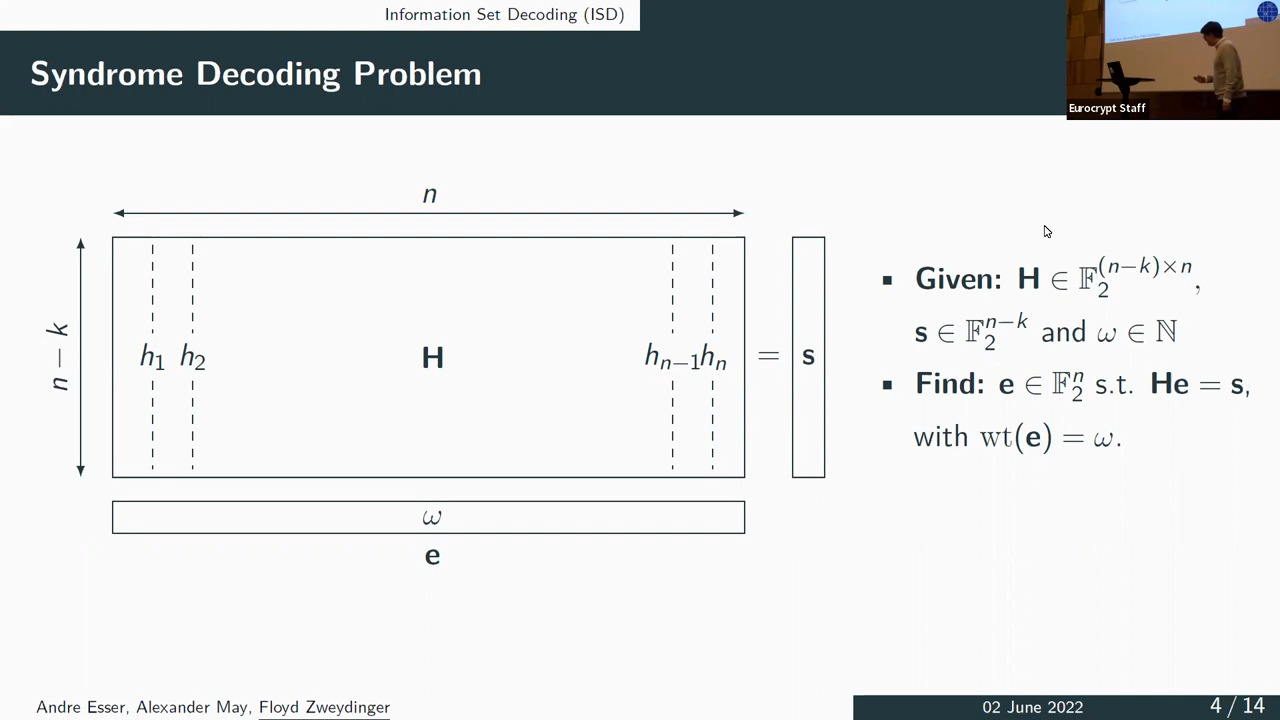 Information Set Decoding (ISD)
Syndrome Decoding Problem
Eurocrypt Staff
n
n − k
h₁ h₂ H hₙ₋₁hₙ = s
ω
e
▪ Given: H ∈ 𝔽₂^{(n−k)×n},
s ∈ 𝔽₂^{n−k} and ω ∈ ℕ
▪ Find: e ∈ 𝔽₂^n s.t. He = s,
with wt(e) = ω.
Andre Esser, Alexander May, Floyd Zweydinger
02 June 2022
4 / 14